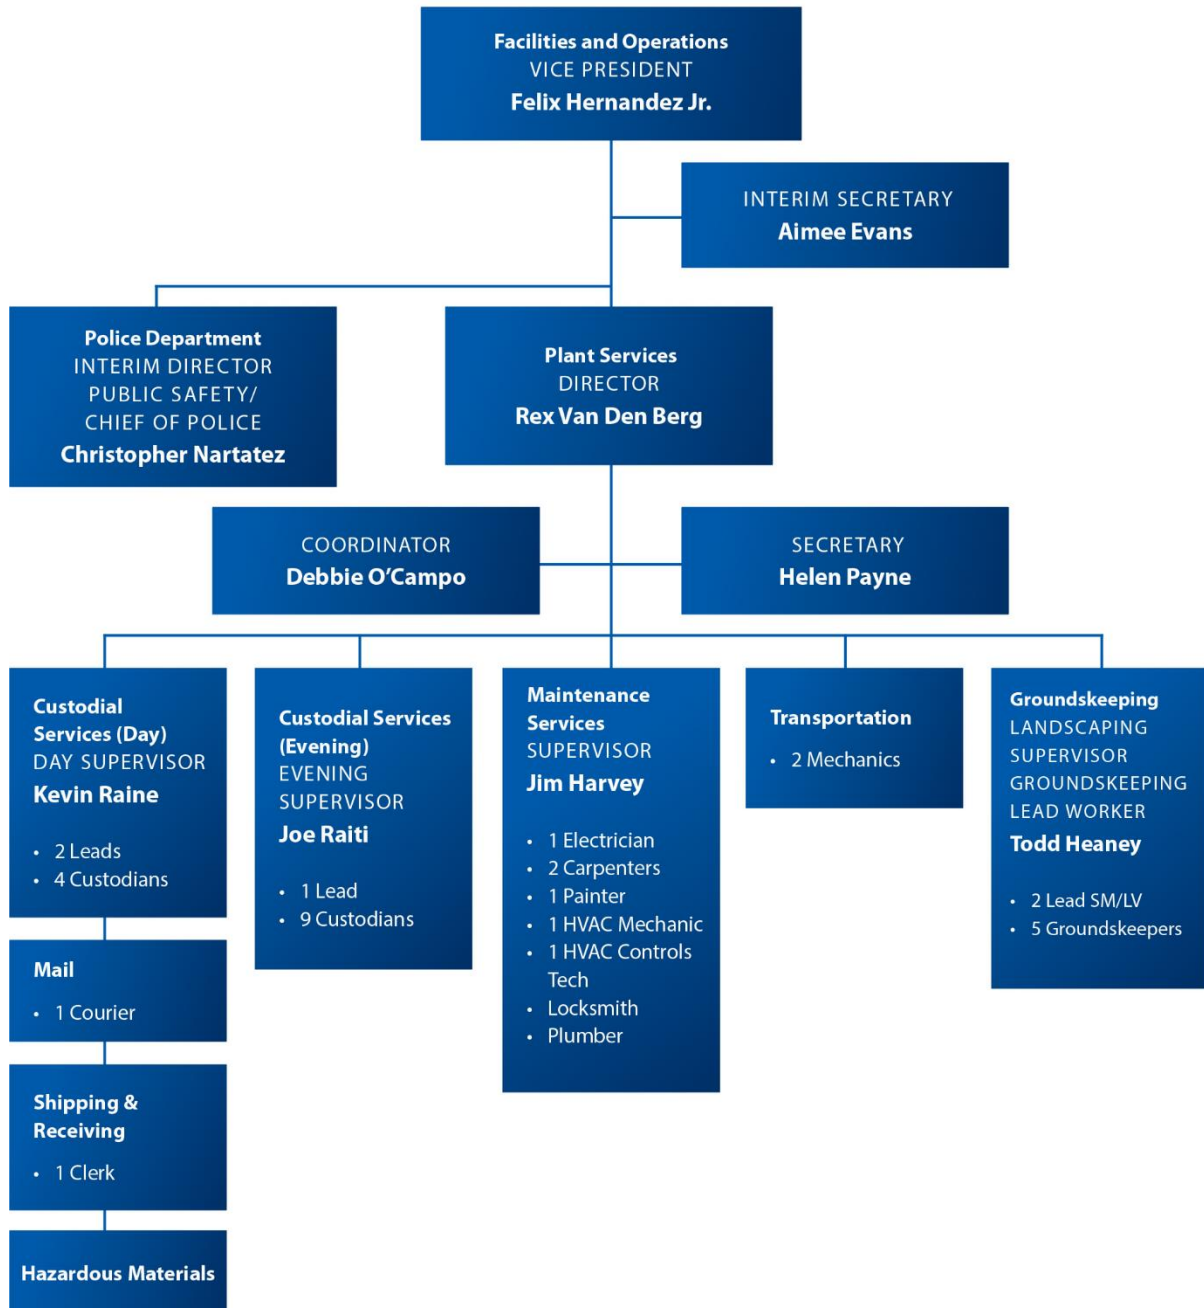 Facilities and Operations
VICE PRESIDENT
Felix Hernandez Jr.
INTERIM SECRETARY
Aimee Evans
Police Department
INTERIM DIRECTOR
PUBLIC SAFETY/
CHIEF OF POLICE
Christopher Nartatez
Plant Services
DIRECTOR
Rex Van Den Berg
COORDINATOR
Debbie O’Campo
SECRETARY
Helen Payne
Custodial
Services (Day)
DAY SUPERVISOR
Kevin Raine
• 2 Leads
• 4 Custodians
Mail
• 1 Courier
Shipping &
Receiving
• 1 Clerk
Hazardous Materials
Custodial Services
(Evening)
EVENING
SUPERVISOR
Joe Raiti
• 1 Lead
• 9 Custodians
Maintenance
Services
SUPERVISOR
Jim Harvey
• 1 Electrician
• 2 Carpenters
• 1 Painter
• 1 HVAC Mechanic
• 1 HVAC Controls
Tech
• Locksmith
• Plumber
Transportation
• 2 Mechanics
Groundskeeping
LANDSCAPING
SUPERVISOR
GROUNDSKEEPING
LEAD WORKER
Todd Heaney
• 2 Lead SM/LV
• 5 Groundskeepers